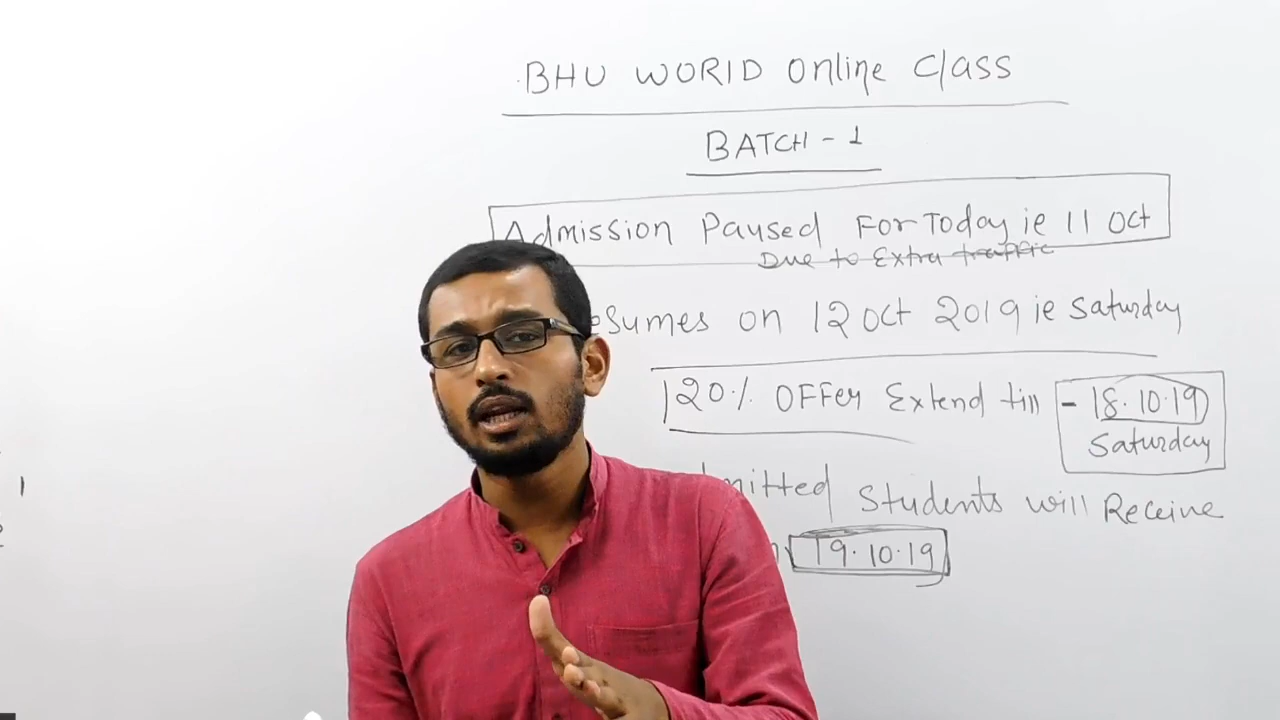 BHU WORID Online Class
BATCH - 1
Admission Paused For Today ie 11 Oct
Due to Extra traffic
esumes on 12 Oct 2019 ie Saturday
20% OFFer Extend till - 18.10.19
Saturday
mitted Students will Receive
19.10.19